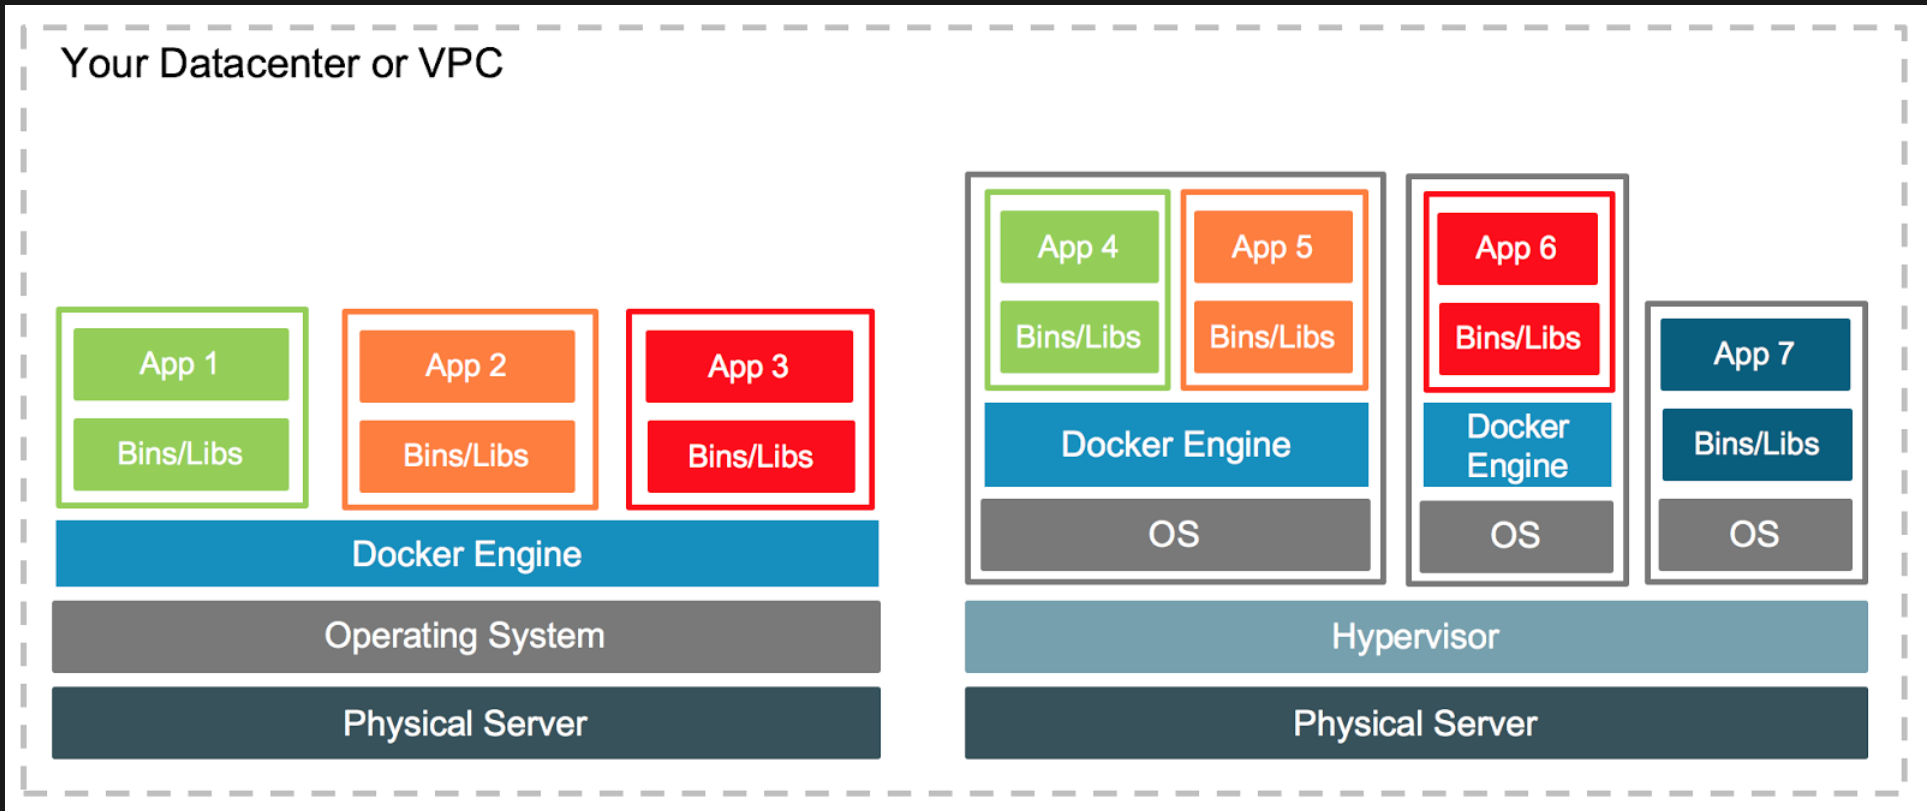 Your Datacenter or VPC
App 1
Bins/Libs
App 2
Bins/Libs
App 3
Bins/Libs
Docker Engine
Operating System
Physical Server
App 4
Bins/Libs
App 5
Bins/Libs
Docker Engine
OS
App 6
Bins/Libs
Docker
Engine
OS
App 7
Bins/Libs
OS
Hypervisor
Physical Server